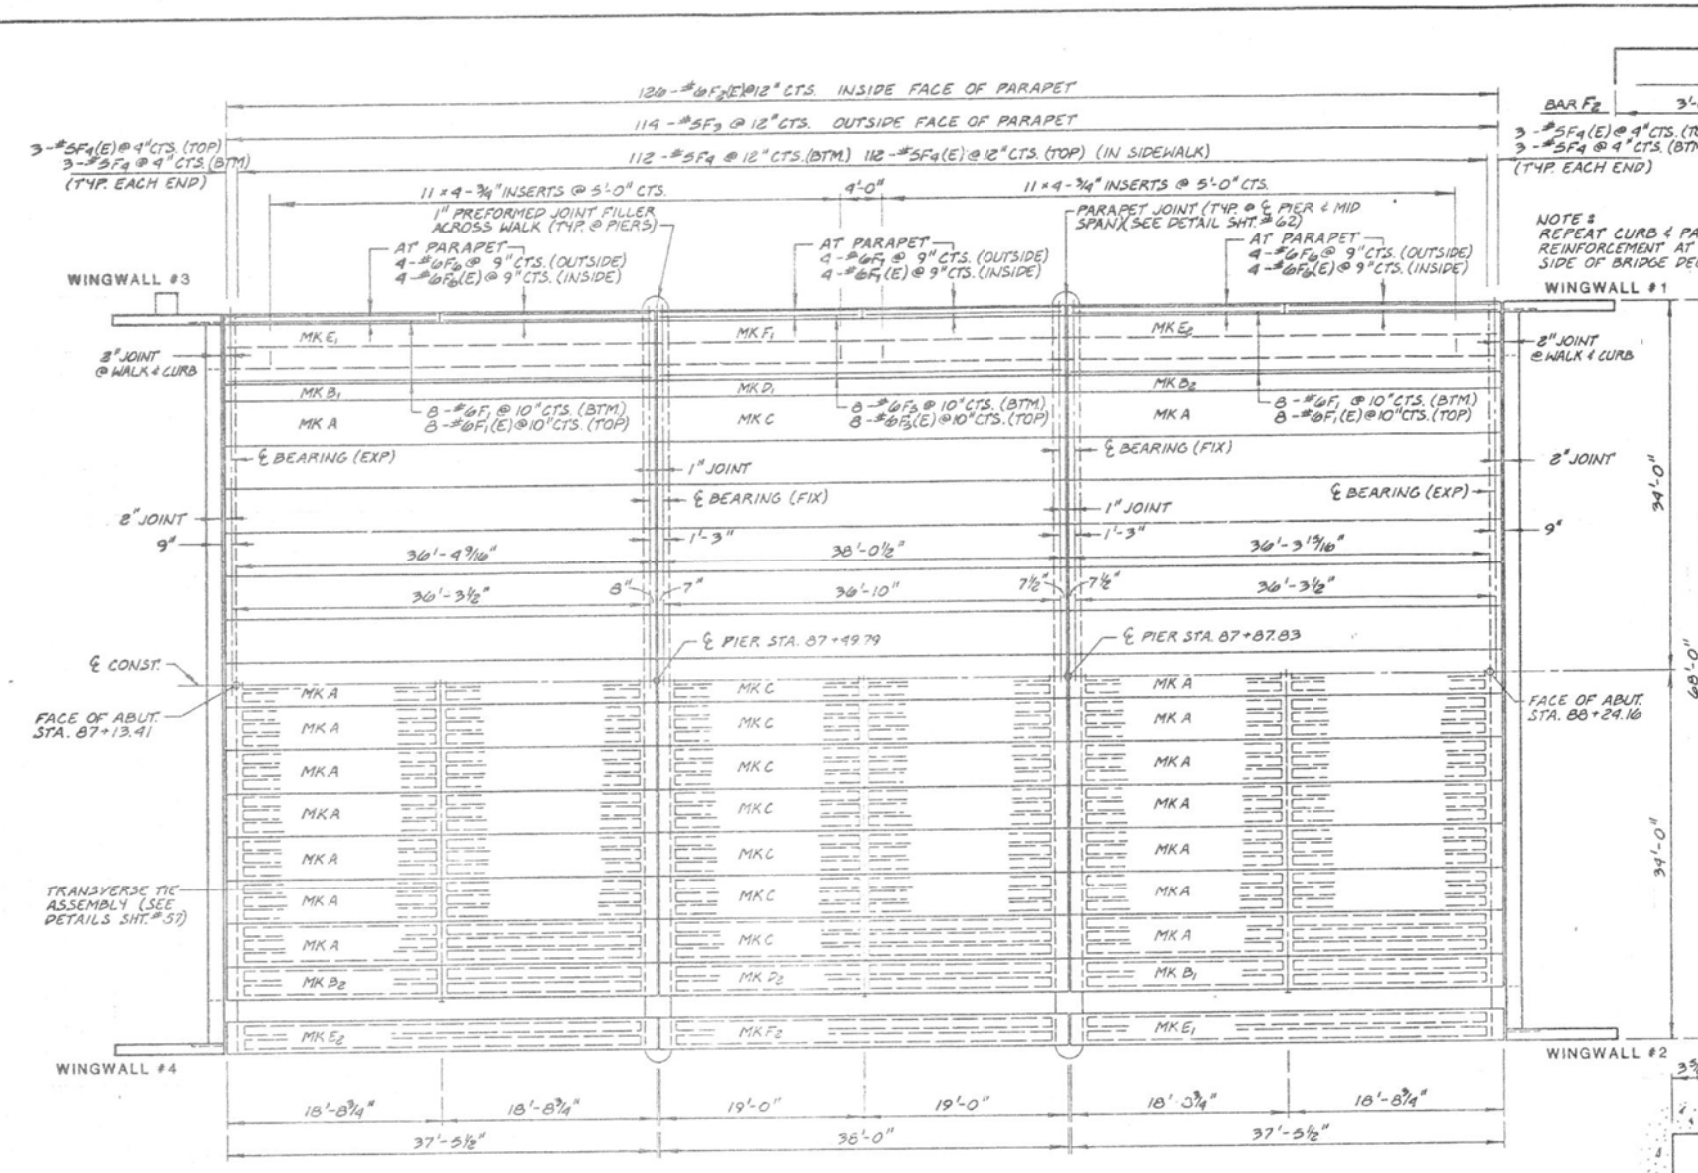 126-#6F2(E)@12" CTS. INSIDE FACE OF PARAPET
114-#5F3 @ 12" CTS. OUTSIDE FACE OF PARAPET
112-#5F4 @ 12" CTS.(BTM.) 112-#5F4(E)@12" CTS. (TOP) (IN SIDEWALK)
3-#5F4(E)@4"CTS.(TOP)
3-#5F4 @ 4"CTS.(BTM)
(TYP. EACH END)
BAR F2
3'-
3-#5F4(E)@4"CTS.
3-#5F4 @ 4"CTS.
(TYP. EACH END)
11 x 4-3/4" INSERTS @ 5'-0" CTS.
4'-0"
11 x 4-3/4" INSERTS @ 5'-0" CTS.
1" PREFORMED JOINT FILLER
ACROSS WALK (TYP. @ PIERS)
PARAPET JOINT (TYP. @ ℄ PIER & MID
SPAN)(SEE DETAIL SHT.#62)
AT PARAPET
4-#6F6 @ 9"CTS.(OUTSIDE)
4-#6F6(E)@9"CTS.(INSIDE)
AT PARAPET
4-#6F7 @ 9"CTS.(OUTSIDE)
4-#6F7(E)@9"CTS.(INSIDE)
AT PARAPET
4-#6F6 @ 9"CTS.(OUTSIDE)
4-#6F6(E)@9"CTS.(INSIDE)
NOTE:
REPEAT CURB &
REINFORCEMENT AT
SIDE OF BRIDGE
WINGWALL #3
WINGWALL #1
MK E1
MK F1
MK E2
2" JOINT
@ WALK & CURB
2" JOINT
@ WALK & CURB
MK B1
MK D1
MK B2
MK A
MK C
MK A
8-#6F1 @ 10"CTS.(BTM.)
8-#6F1(E)@10"CTS.(TOP)
8-#6F5 @ 10"CTS.(BTM.)
8-#6F5(E)@10"CTS.(TOP)
8-#6F1 @ 10"CTS.(BTM)
8-#6F1(E)@10"CTS.(TOP)
℄ BEARING (EXP)
1" JOINT
℄ BEARING (FIX)
℄ BEARING (FIX)
2" JOINT
℄ BEARING (EXP)
2" JOINT
1" JOINT
9"
1'-3"
1'-3"
9"
36'-4 9/16"
38'-0 1/2"
36'-3 15/16"
36'-3 1/2"
8"
7"
36'-10"
7 1/2"
7 1/2"
36'-3 1/2"
34'-0"
68'-0"
34'-0"
℄ PIER STA. 87+49.79
℄ PIER STA. 87+87.83
℄ CONST.
FACE OF ABUT.
STA. 87+13.41
FACE OF ABUT.
STA. 88+24.16
MK A
MK C
MK A
MK A
MK C
MK A
MK A
MK C
MK A
MK A
MK C
MK A
MK A
MK C
MK A
MK A
MK C
MK A
MK A
MK C
MK A
MK B2
MK D2
MK B1
TRANSVERSE TIE
ASSEMBLY (SEE
DETAILS SHT.#57)
MK E2
MK F2
MK E1
WINGWALL #4
WINGWALL #2
18'-8 3/4"
18'-8 3/4"
19'-0"
19'-0"
18'-3/4"
18'-8 3/4"
37'-5 1/2"
38'-0"
37'-5 1/2"